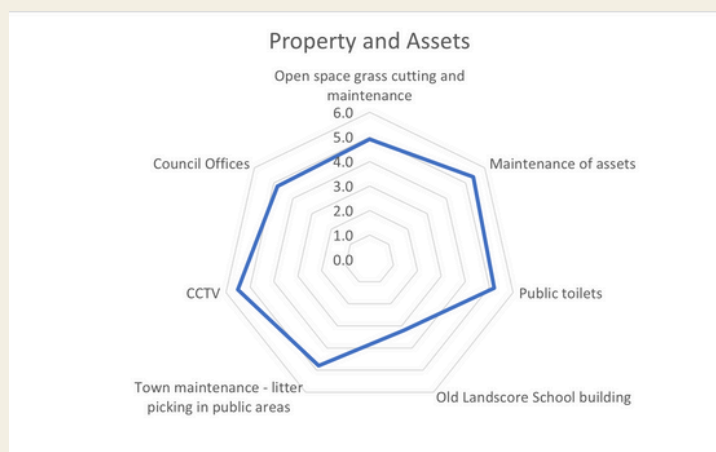 Property and Assets
Open space grass cutting and
maintenance
6.0
5.0
4.0
3.0
2.0
1.0
0.0
Maintenance of assets
Public toilets
Old Landscore School building
Town maintenance - litter
picking in public areas
CCTV
Council Offices